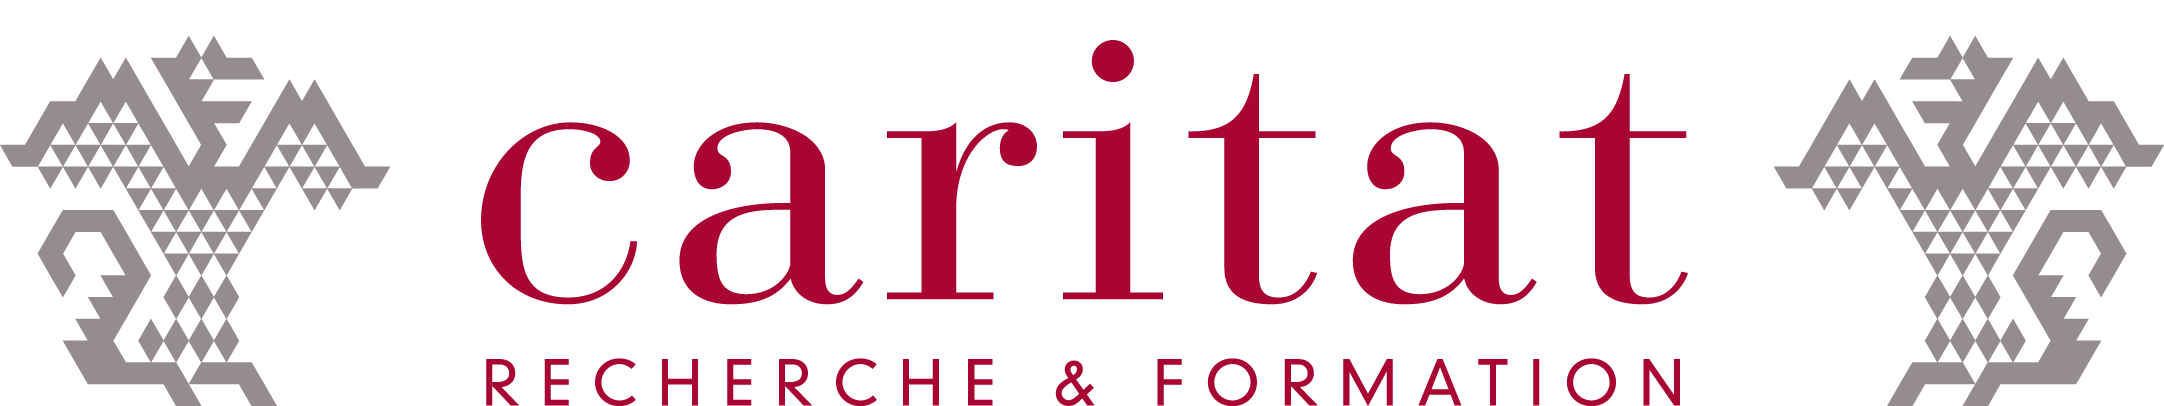 caritat
RECHERCHE & FORMATION